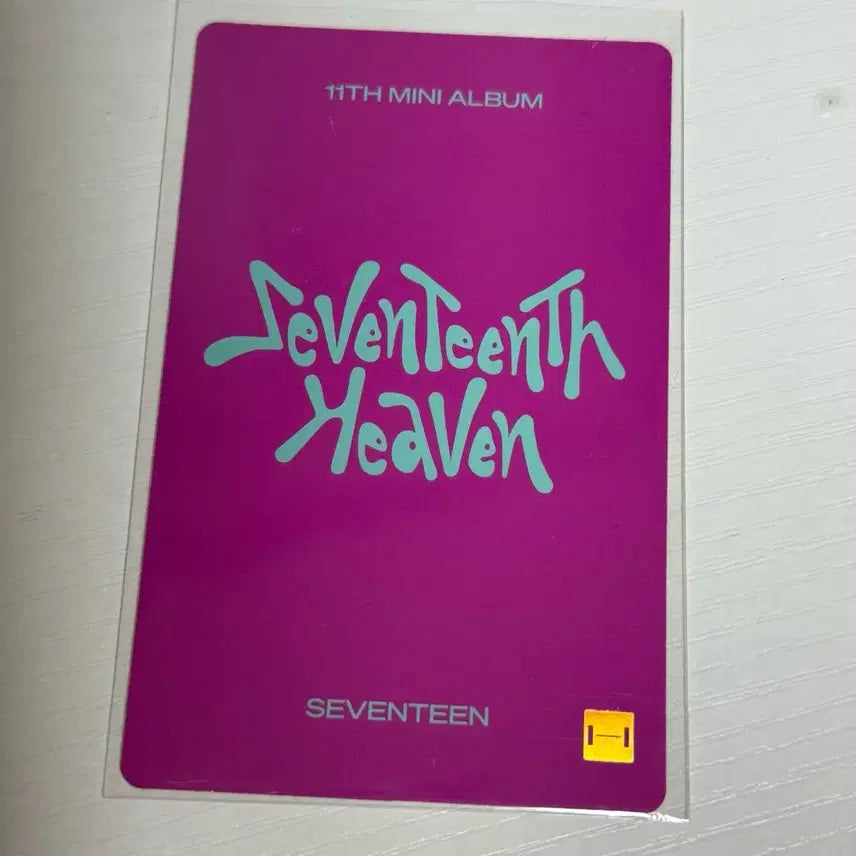 11TH MINI ALBUM
SevenTeenTh
Heaven
SEVENTEEN